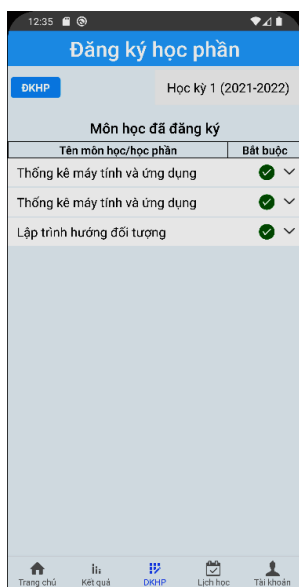 12:35
Đăng ký học phần
ĐKHP
Học kỳ 1 (2021-2022)
Môn học đã đăng ký
Tên môn học/học phần Bắt buộc
Thống kê máy tính và ứng dụng
Thống kê máy tính và ứng dụng
Lập trình hướng đối tượng
Trang chủ Kết quả DKHP Lịch học Tài khoản